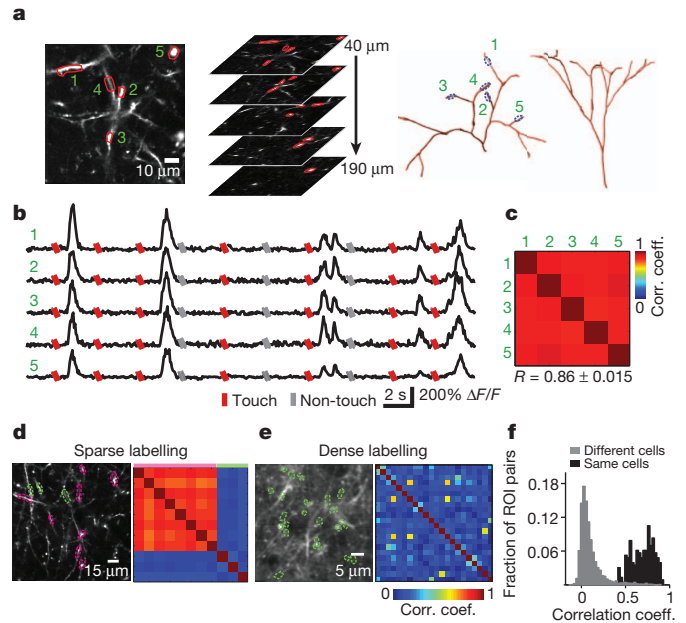 a
1
2
3
4
5
10 μm
40 μm
190 μm
1
2
3
4
5
b
1
2
3
4
5
Touch
Non-touch
2 s
200% ΔF/F
c
1 2 3 4 5
1
2
3
4
5
1
0
Corr. coeff.
R = 0.86 ± 0.015
d
Sparse labelling
15 μm
e
Dense labelling
5 μm
0 1
Corr. coef.
f
Different cells
Same cells
Fraction of ROI pairs
0.18
0.12
0.06
0 0.5 1
Correlation coeff.